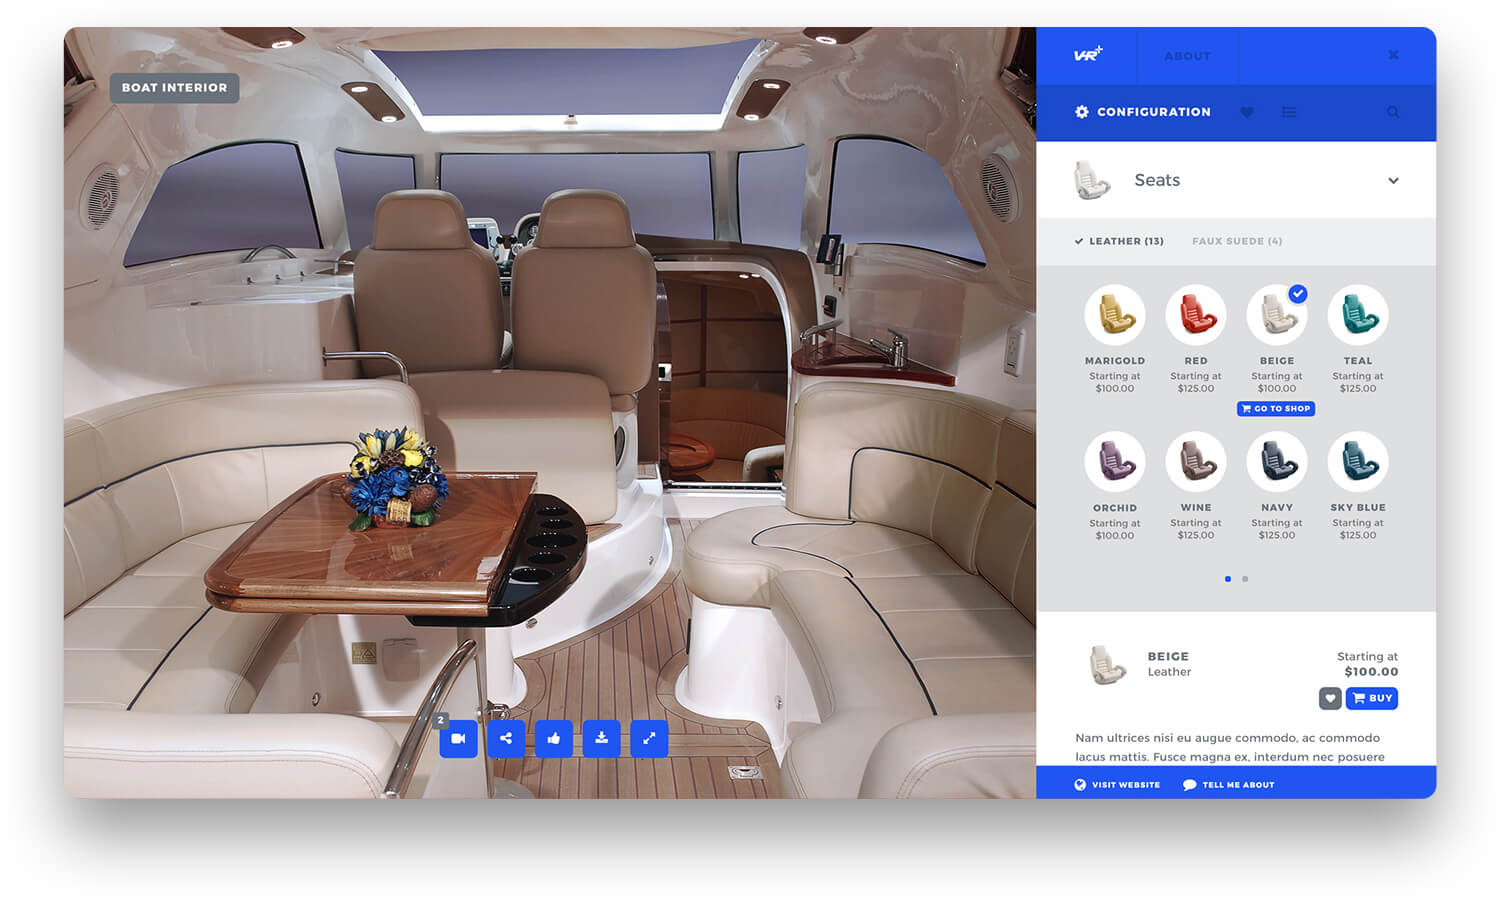 BOAT INTERIOR
2
V-R+
ABOUT
CONFIGURATION
Seats
LEATHER (13) FAUX SUEDE (4)
MARIGOLD
Starting at
$100.00
RED
Starting at
$125.00
BEIGE
Starting at
$100.00
GO TO SHOP
TEAL
Starting at
$125.00
ORCHID
Starting at
$100.00
WINE
Starting at
$125.00
NAVY
Starting at
$125.00
SKY BLUE
Starting at
$125.00
BEIGE
Leather
Starting at
$100.00
BUY
Nam ultrices nisi eu augue commodo, ac commodo
lacus mattis. Fusce magna ex, interdum nec posuere
VISIT WEBSITE TELL ME ABOUT